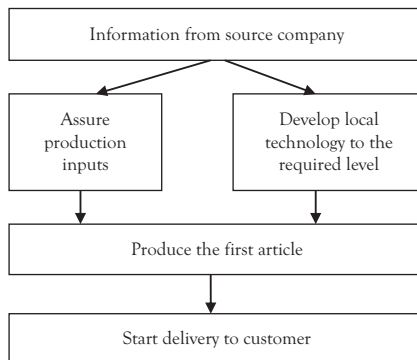 Information from source company
Assure
production
inputs
Develop local
technology to the
required level
Produce the first article
Start delivery to customer